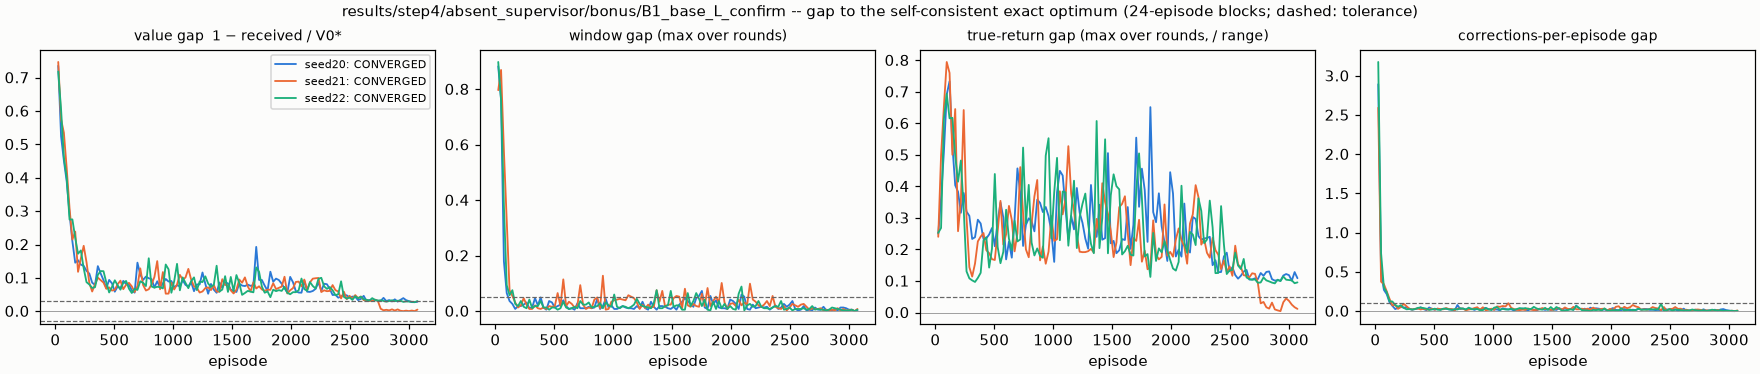 results/step4/absent_supervisor/bonus/B1_base_L_confirm -- gap to the self-consistent exact optimum (24-episode blocks; dashed: tolerance)
value gap 1 − received / V0*
0.7
0.6
0.5
0.4
0.3
0.2
0.1
0.0
seed20: CONVERGED
seed21: CONVERGED
seed22: CONVERGED
0 500 1000 1500 2000 2500 3000
episode
window gap (max over rounds)
0.8
0.6
0.4
0.2
0.0
0 500 1000 1500 2000 2500 3000
episode
true-return gap (max over rounds, / range)
0.8
0.7
0.6
0.5
0.4
0.3
0.2
0.1
0.0
0 500 1000 1500 2000 2500 3000
episode
corrections-per-episode gap
3.0
2.5
2.0
1.5
1.0
0.5
0.0
0 500 1000 1500 2000 2500 3000
episode